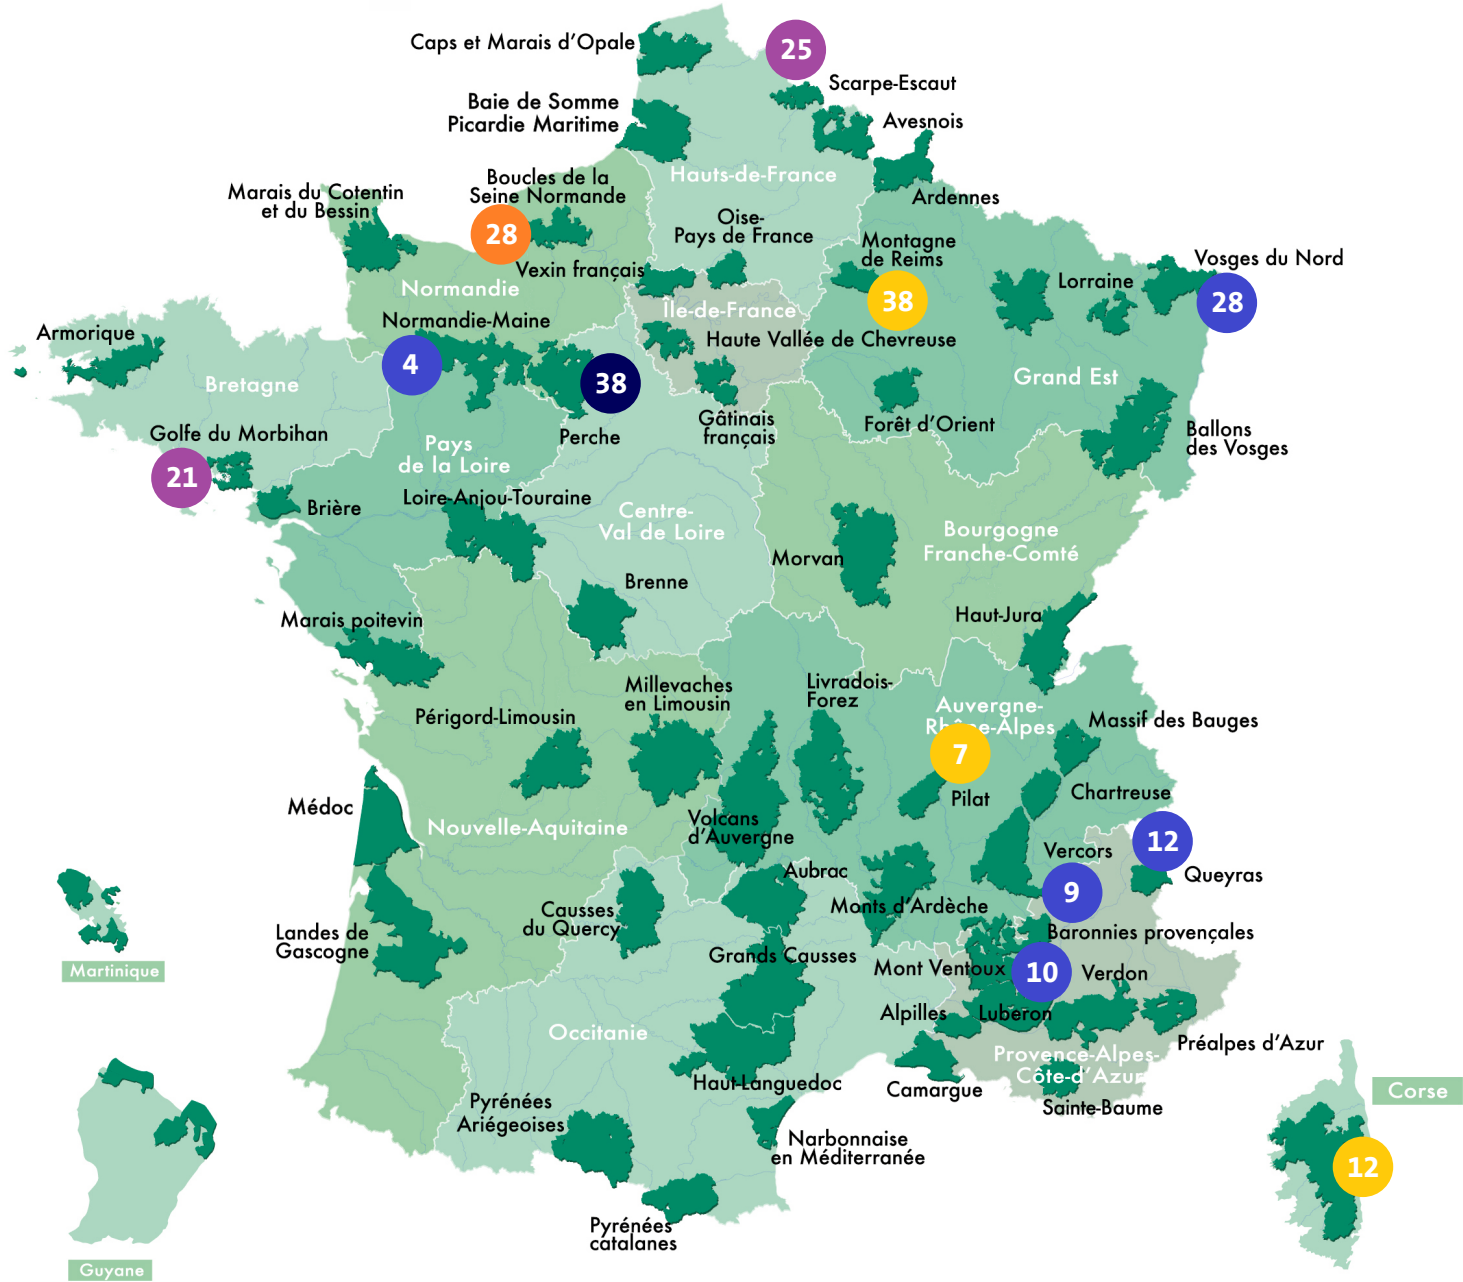 Caps et Marais d'Opale
25
Scarpe-Escaut
Baie de Somme
Picardie Maritime
Avesnois
Hauts-de-France
Ardennes
Boucles de la
Seine Normande
Marais du Cotentin
et du Bessin
28
Oise-
Pays de France
Montagne
de Reims
Vexin français
38
Lorraine
Vosges du Nord
28
Normandie
Île-de-France
Normandie-Maine
Haute Vallée de Chevreuse
Armorique
4
38
Bretagne
Grand Est
Perche
Gâtinais
français
Forêt d'Orient
Ballons
des Vosges
Golfe du Morbihan
21
Pays
de la Loire
Brière
Loire-Anjou-Touraine
Centre-
Val de Loire
Bourgogne
Franche-Comté
Morvan
Brenne
Haut-Jura
Marais poitevin
Millevaches
en Limousin
Livradois-
Forez
Périgord-Limousin
Auvergne-
Rhône-Alpes
Massif des Bauges
7
Pilat
Chartreuse
Médoc
Nouvelle-Aquitaine
Volcans
d'Auvergne
12
Vercors
Queyras
Aubrac
9
Monts d'Ardèche
Causses
du Quercy
Landes de
Gascogne
Baronnies provençales
Grands Causses
Mont Ventoux
10
Verdon
Martinique
Alpilles
Luberon
Occitanie
Préalpes d'Azur
Provence-Alpes-
Côte-d'Azur
Haut-Languedoc
Camargue
Sainte-Baume
Corse
Pyrénées
Ariégeoises
Narbonnaise
en Méditerranée
12
Pyrénées
catalanes
Guyane